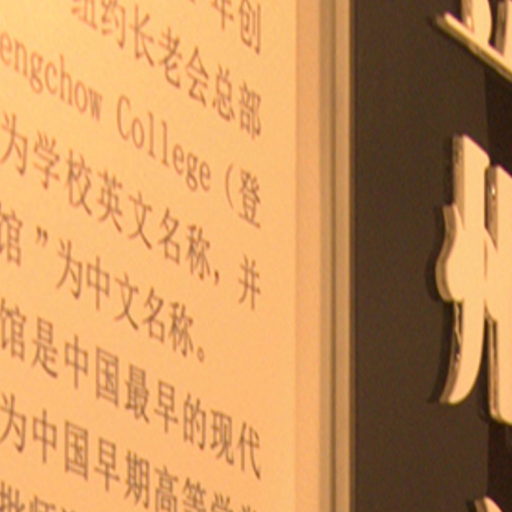 年创
纽约长老会总部
engchow College（登
为学校英文名称，并
馆”为中文名称。
馆是中国最早的现代
为中国早期高等学
州